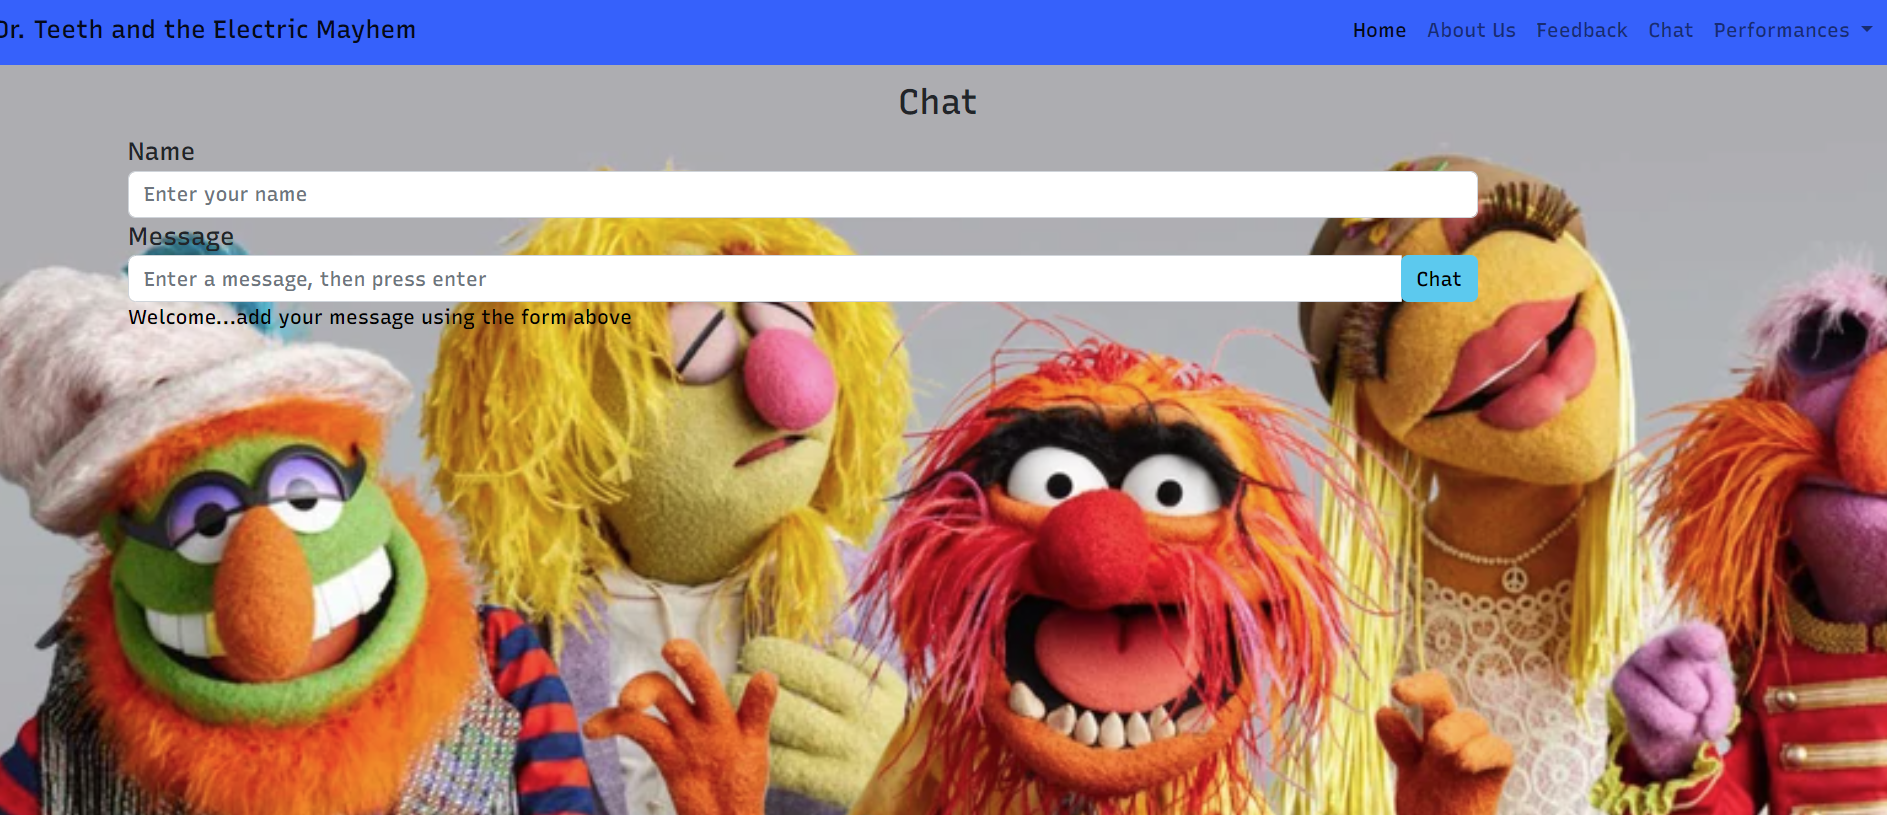 Dr. Teeth and the Electric Mayhem
Home About Us Feedback Chat Performances
Chat
Name
Enter your name
Message
Enter a message, then press enter
Chat
Welcome...add your message using the form above